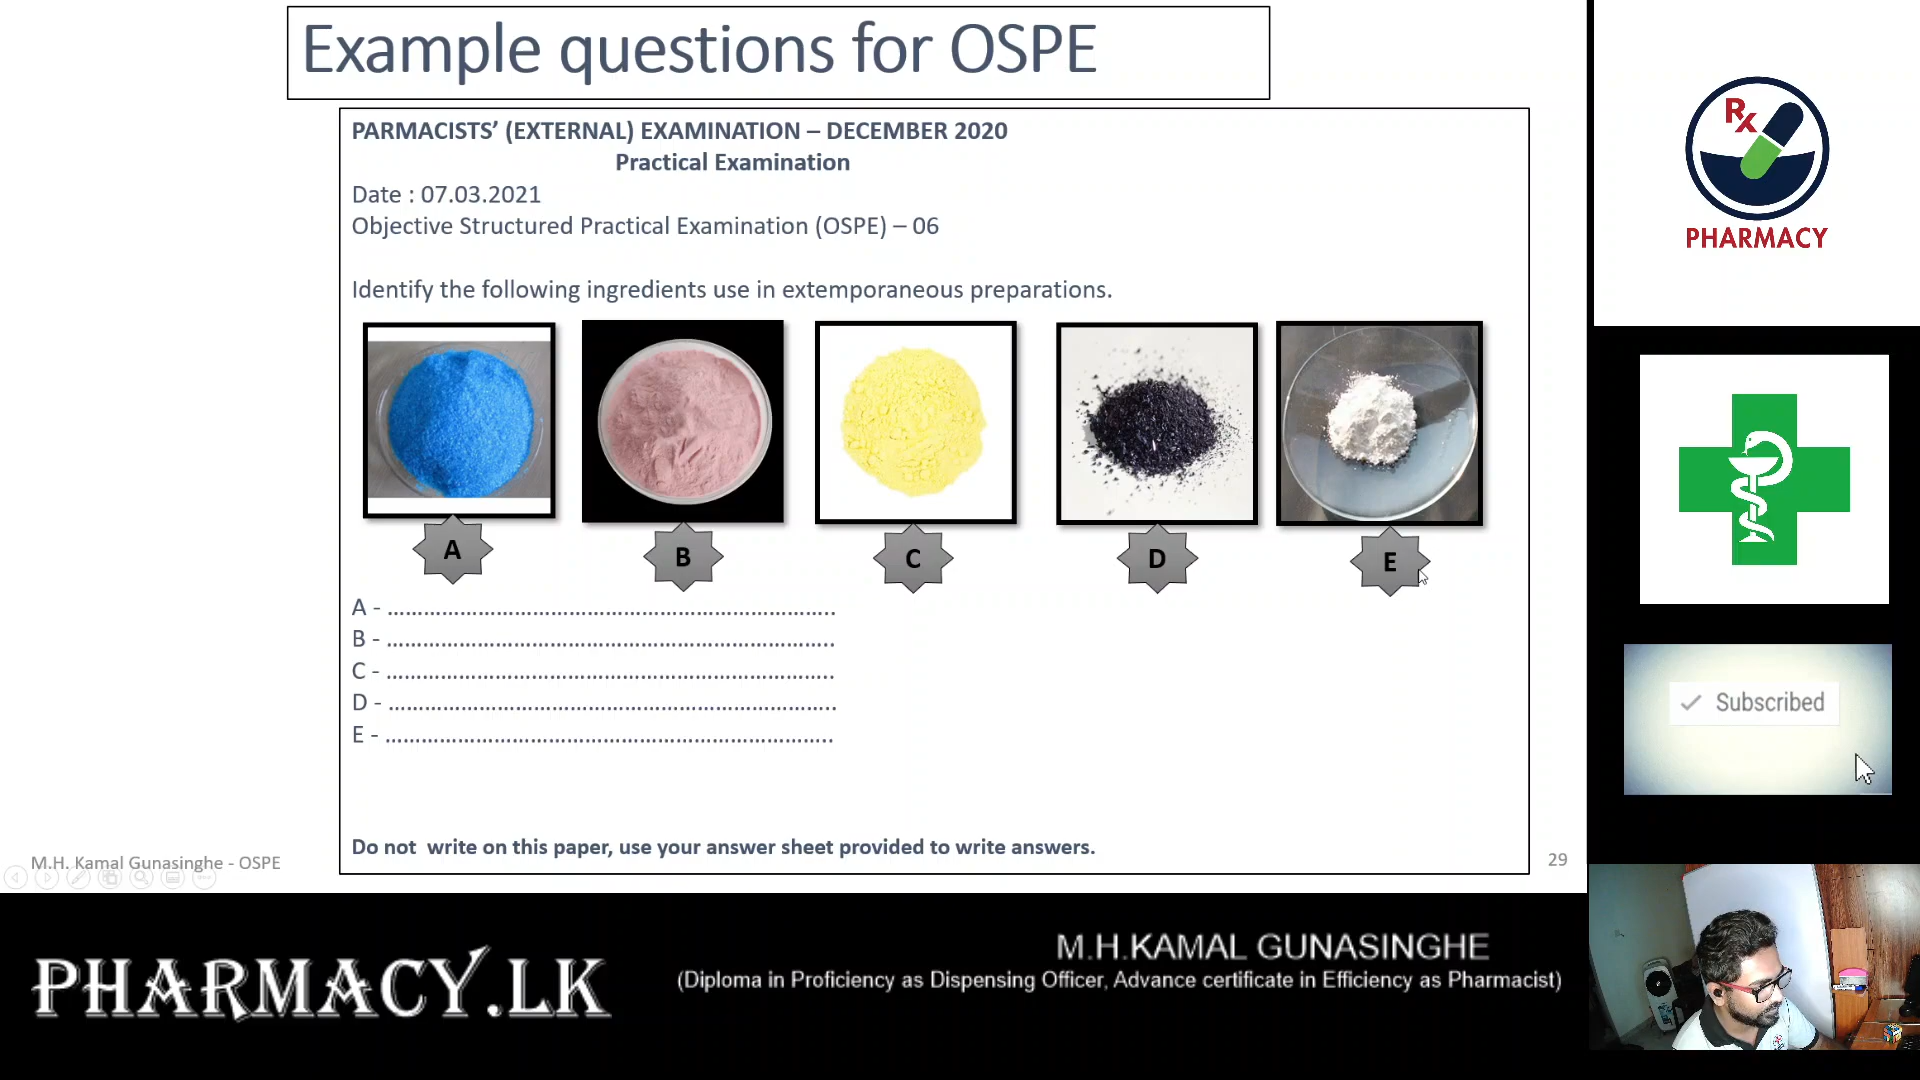 Example questions for OSPE
PARMACISTS’ (EXTERNAL) EXAMINATION – DECEMBER 2020
Practical Examination
Date : 07.03.2021
Objective Structured Practical Examination (OSPE) – 06
Identify the following ingredients use in extemporaneous preparations.
A
B
C
D
E
A - ……………………………………………………………..
B - ……………………………………………………………..
C - ……………………………………………………………..
D - ……………………………………………………………..
E - ……………………………………………………………..
Do not  write on this paper, use your answer sheet provided to write answers.
M.H. Kamal Gunasinghe - OSPE
29
Rx
PHARMACY
Subscribed
PHARMACY.LK
M.H.KAMAL GUNASINGHE
(Diploma in Proficiency as Dispensing Officer, Advance certificate in Efficiency as Pharmacist)